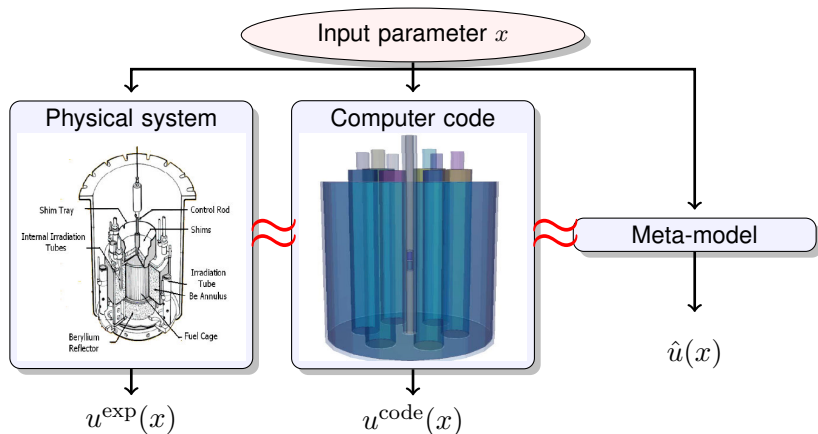 Input parameter x
Physical system
Computer code
Shim Tray
Control Rod
Shims
Internal Irradiation
Tubes
Irradiation
Tube
Be Annulus
Beryllium
Reflector
Fuel Cage
≈
≈
Meta-model
u^exp(x)
u^code(x)
û(x)